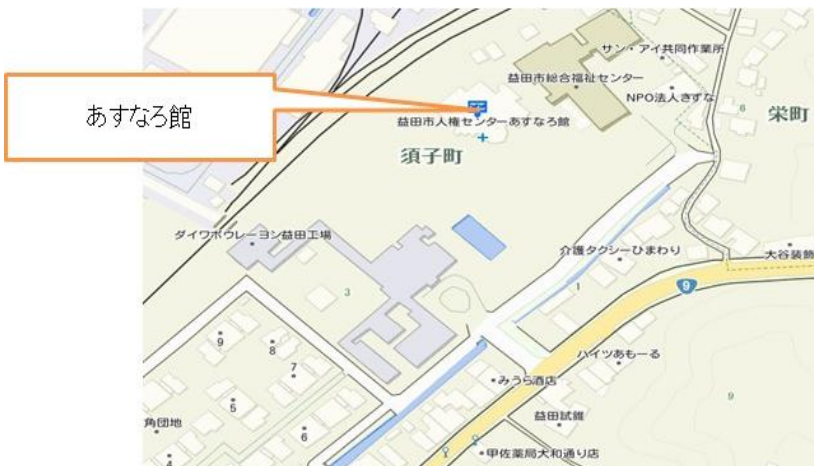 サン・アイ共同作業所
益田市総合福祉センター
NPO法人きずな
6
栄町
あすなろ館
益田市人権センターあすなろ館
須子町
ダイワボウレーヨン益田工場
介護タクシーひまわり
大谷装飾
3
1
9
9
8
7
ハイツあもーる
みうら酒店
9
5
角団地
益田試錐
6
4
甲佐薬局大和通り店